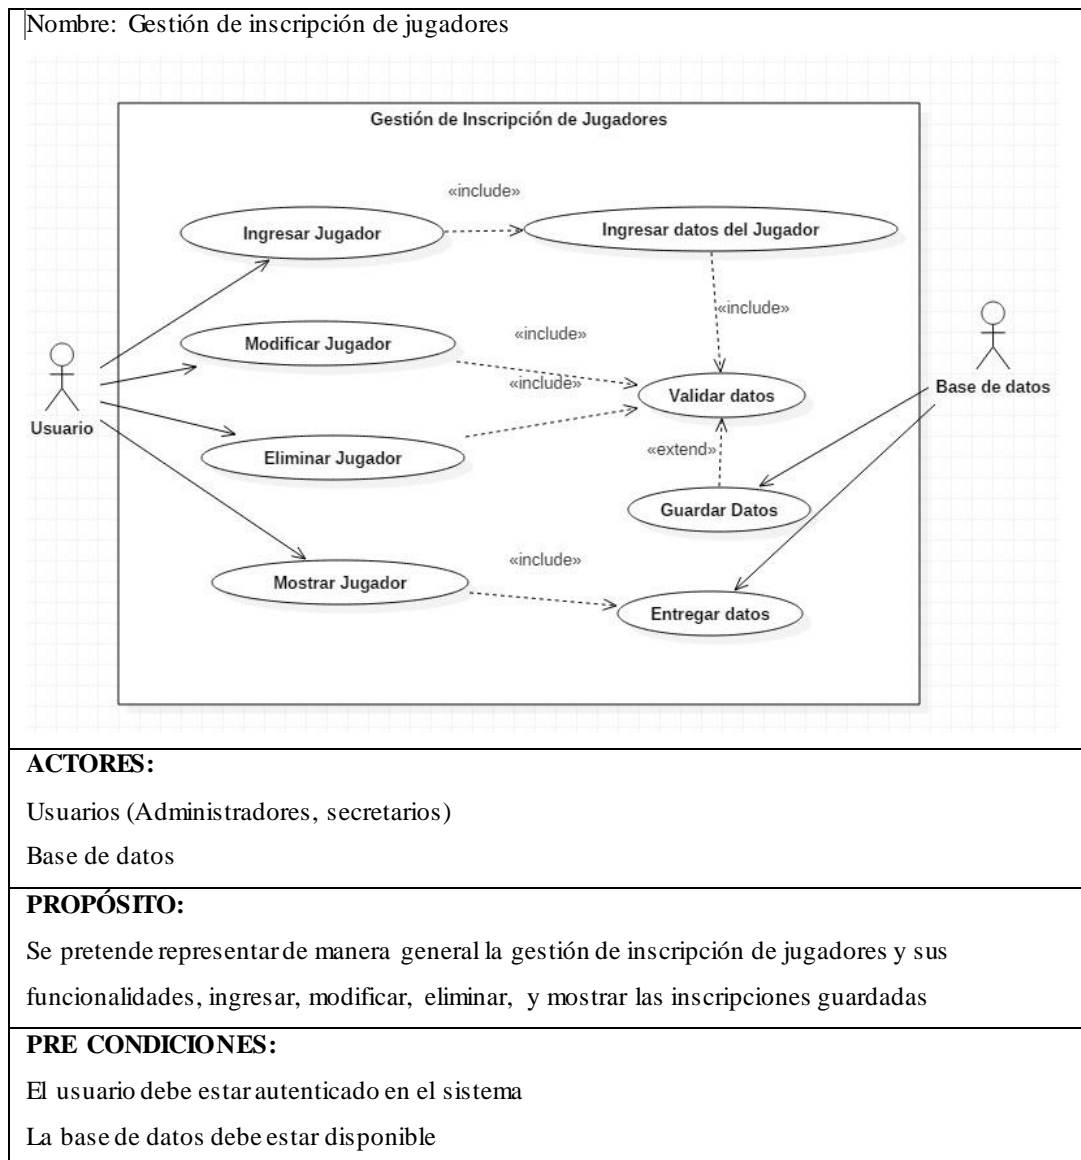 Nombre: Gestión de inscripción de jugadores
Gestión de Inscripción de Jugadores
«include»
Ingresar Jugador
Ingresar datos del Jugador
«include»
Modificar Jugador
«include»
«include»
Validar datos
Base de datos
Usuario
Eliminar Jugador
«extend»
Guardar Datos
«include»
Mostrar Jugador
Entregar datos
ACTORES:
Usuarios (Administradores, secretarios)
Base de datos
PROPÓSITO:
Se pretende representar de manera general la gestión de inscripción de jugadores y sus
funcionalidades, ingresar, modificar, eliminar, y mostrar las inscripciones guardadas
PRE CONDICIONES:
El usuario debe estar autenticado en el sistema
La base de datos debe estar disponible